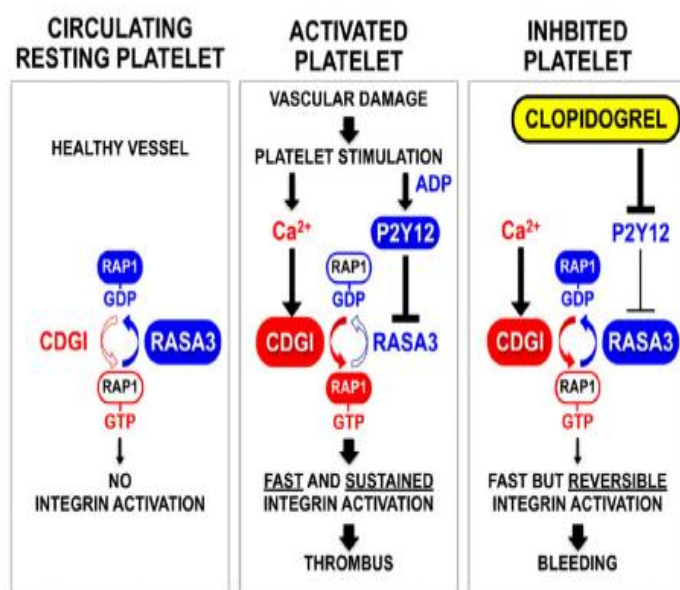 CIRCULATING
RESTING PLATELET
HEALTHY VESSEL
RAP1
GDP
CDGI
RASA3
RAP1
GTP
NO
INTEGRIN ACTIVATION
ACTIVATED
PLATELET
VASCULAR DAMAGE
PLATELET STIMULATION
ADP
Ca²⁺
P2Y12
RAP1
GDP
CDGI
RASA3
RAP1
GTP
FAST AND SUSTAINED
INTEGRIN ACTIVATION
THROMBUS
INHBITED
PLATELET
CLOPIDOGREL
Ca²⁺
P2Y12
RAP1
GDP
CDGI
RASA3
RAP1
GTP
FAST BUT REVERSIBLE
INTEGRIN ACTIVATION
BLEEDING